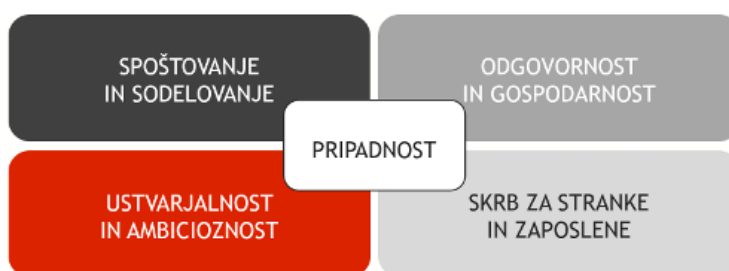 SPOŠTOVANJE
IN SODELOVANJE
ODGOVORNOST
IN GOSPODARNOST
PRIPADNOST
USTVARJALNOST
IN AMBICIOZNOST
SKRB ZA STRANKE
IN ZAPOSLENE